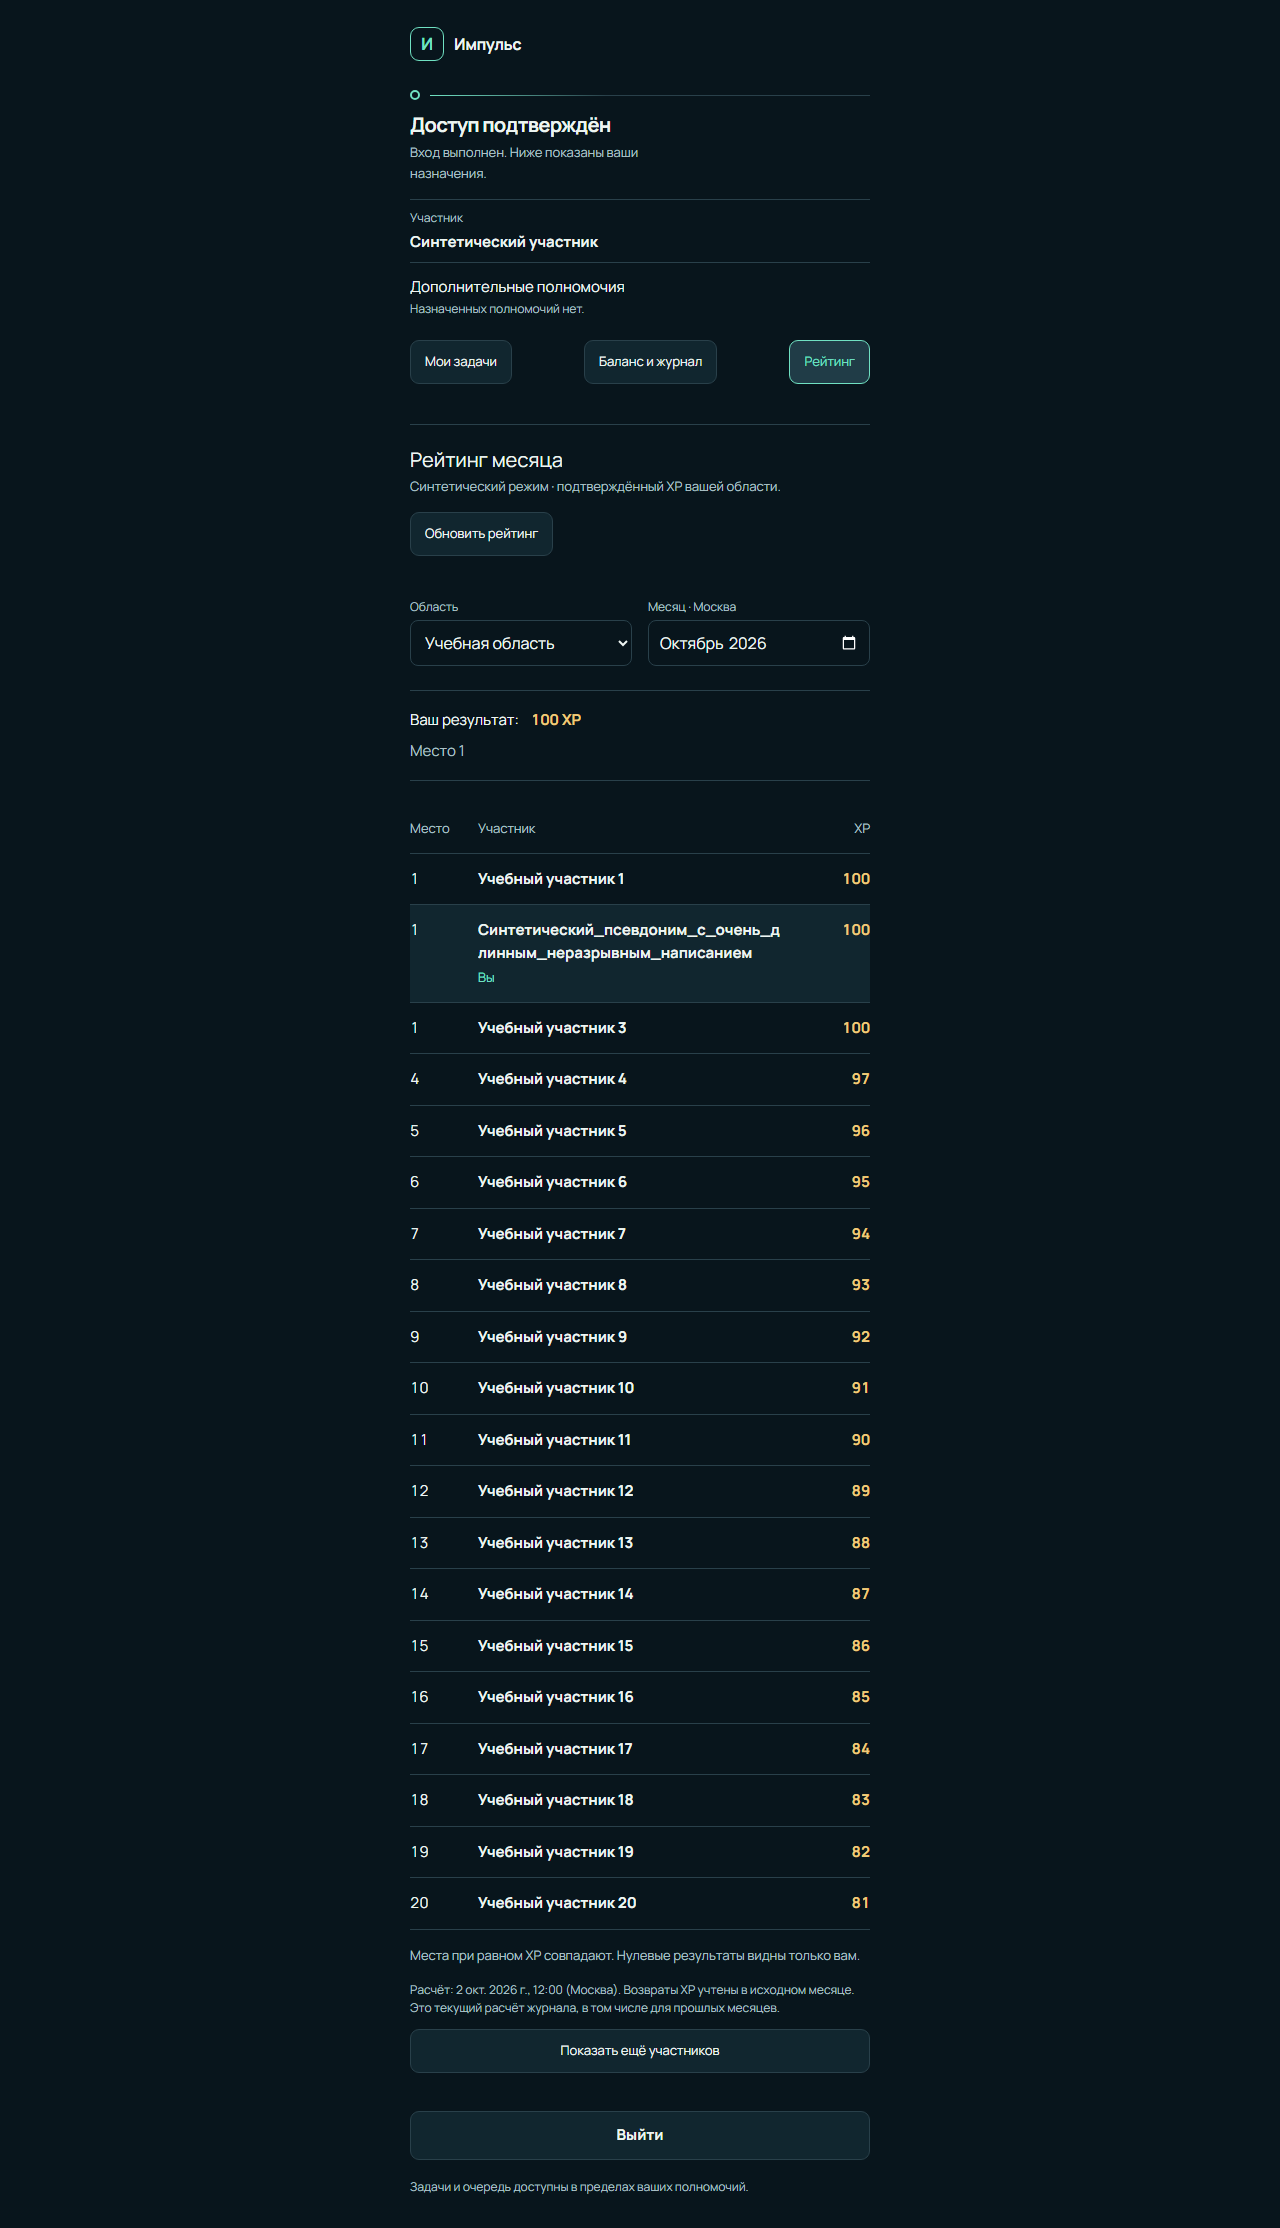 И Импульс
Доступ подтверждён
Вход выполнен. Ниже показаны ваши
назначения.
Участник
Синтетический участник
Дополнительные полномочия
Назначенных полномочий нет.
Мои задачи Баланс и журнал Рейтинг
Рейтинг месяца
Синтетический режим · подтверждённый XP вашей области.
Обновить рейтинг
Область Месяц · Москва
Учебная область Октябрь 2026
Ваш результат: 100 XP
Место 1
Место Участник XP
1 Учебный участник 1 100
1 Синтетический_псевдоним_с_очень_д 100
линным_неразрывным_написанием
Вы
1 Учебный участник 3 100
4 Учебный участник 4 97
5 Учебный участник 5 96
6 Учебный участник 6 95
7 Учебный участник 7 94
8 Учебный участник 8 93
9 Учебный участник 9 92
10 Учебный участник 10 91
11 Учебный участник 11 90
12 Учебный участник 12 89
13 Учебный участник 13 88
14 Учебный участник 14 87
15 Учебный участник 15 86
16 Учебный участник 16 85
17 Учебный участник 17 84
18 Учебный участник 18 83
19 Учебный участник 19 82
20 Учебный участник 20 81
Места при равном XP совпадают. Нулевые результаты видны только вам.
Расчёт: 2 окт. 2026 г., 12:00 (Москва). Возвраты XP учтены в исходном месяце.
Это текущий расчёт журнала, в том числе для прошлых месяцев.
Показать ещё участников
Выйти
Задачи и очередь доступны в пределах ваших полномочий.